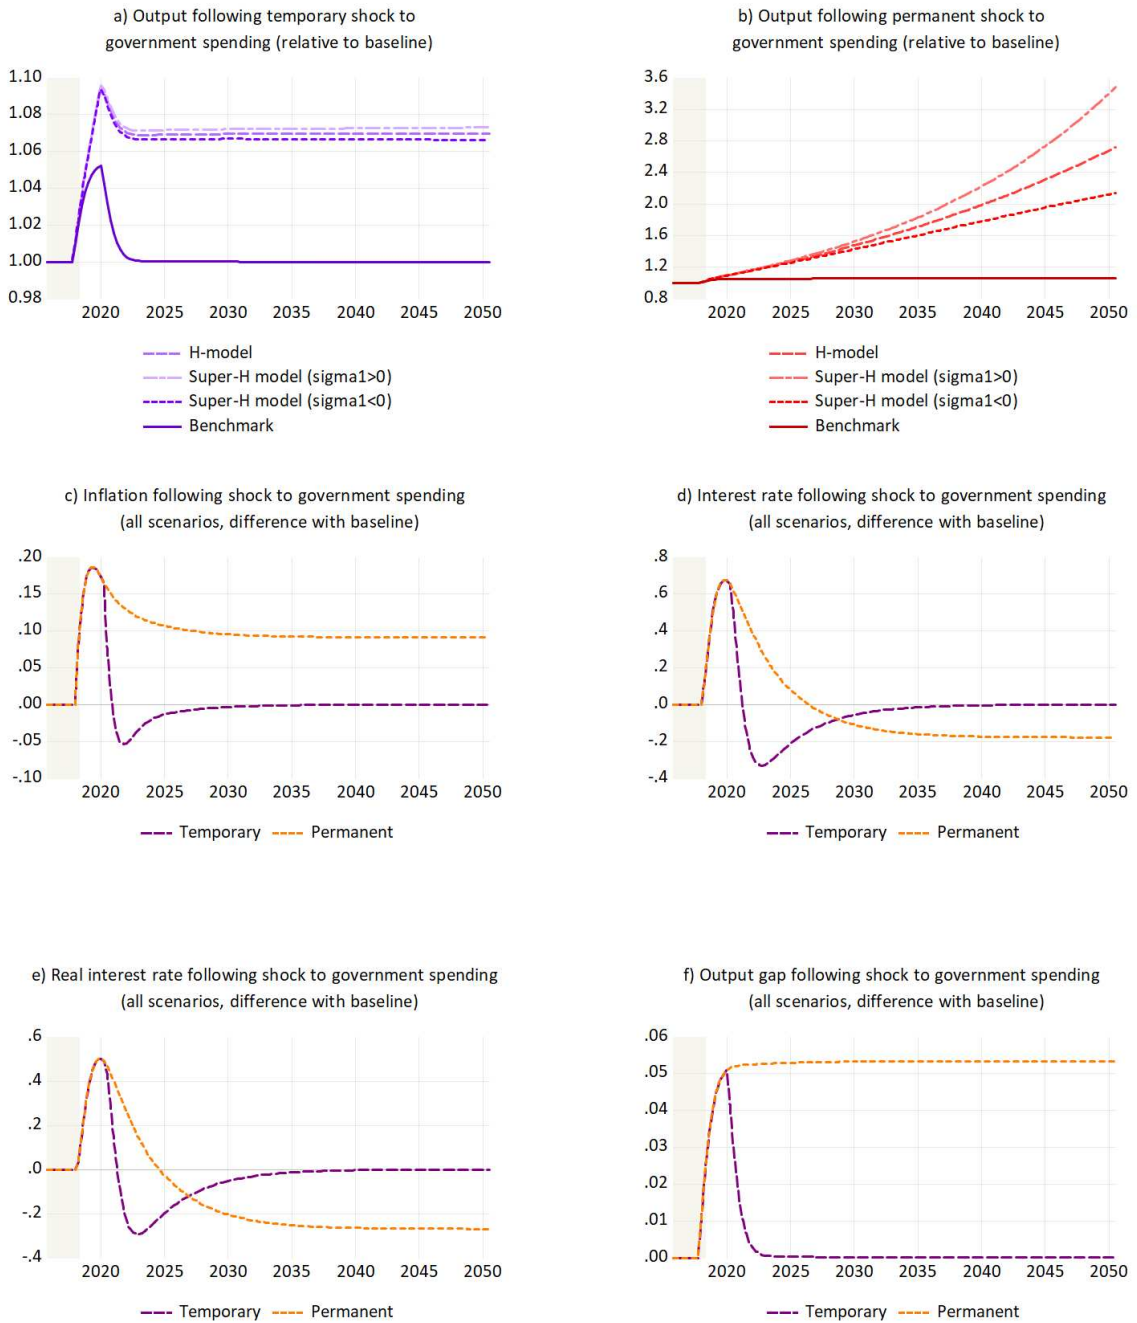 a) Output following temporary shock to
government spending (relative to baseline)
1.10
1.08
1.06
1.04
1.02
1.00
0.98
2020 2025 2030 2035 2040 2045 2050
H-model
Super-H model (sigma1>0)
Super-H model (sigma1<0)
Benchmark
b) Output following permanent shock to
government spending (relative to baseline)
3.6
3.2
2.8
2.4
2.0
1.6
1.2
0.8
2020 2025 2030 2035 2040 2045 2050
H-model
Super-H model (sigma1>0)
Super-H model (sigma1<0)
Benchmark
c) Inflation following shock to government spending
(all scenarios, difference with baseline)
.20
.15
.10
.05
.00
-.05
-.10
2020 2025 2030 2035 2040 2045 2050
Temporary Permanent
d) Interest rate following shock to government spending
(all scenarios, difference with baseline)
.8
.6
.4
.2
.0
-.2
-.4
2020 2025 2030 2035 2040 2045 2050
Temporary Permanent
e) Real interest rate following shock to government spending
(all scenarios, difference with baseline)
.6
.4
.2
.0
-.2
-.4
2020 2025 2030 2035 2040 2045 2050
Temporary Permanent
f) Output gap following shock to government spending
(all scenarios, difference with baseline)
.06
.05
.04
.03
.02
.01
.00
2020 2025 2030 2035 2040 2045 2050
Temporary Permanent